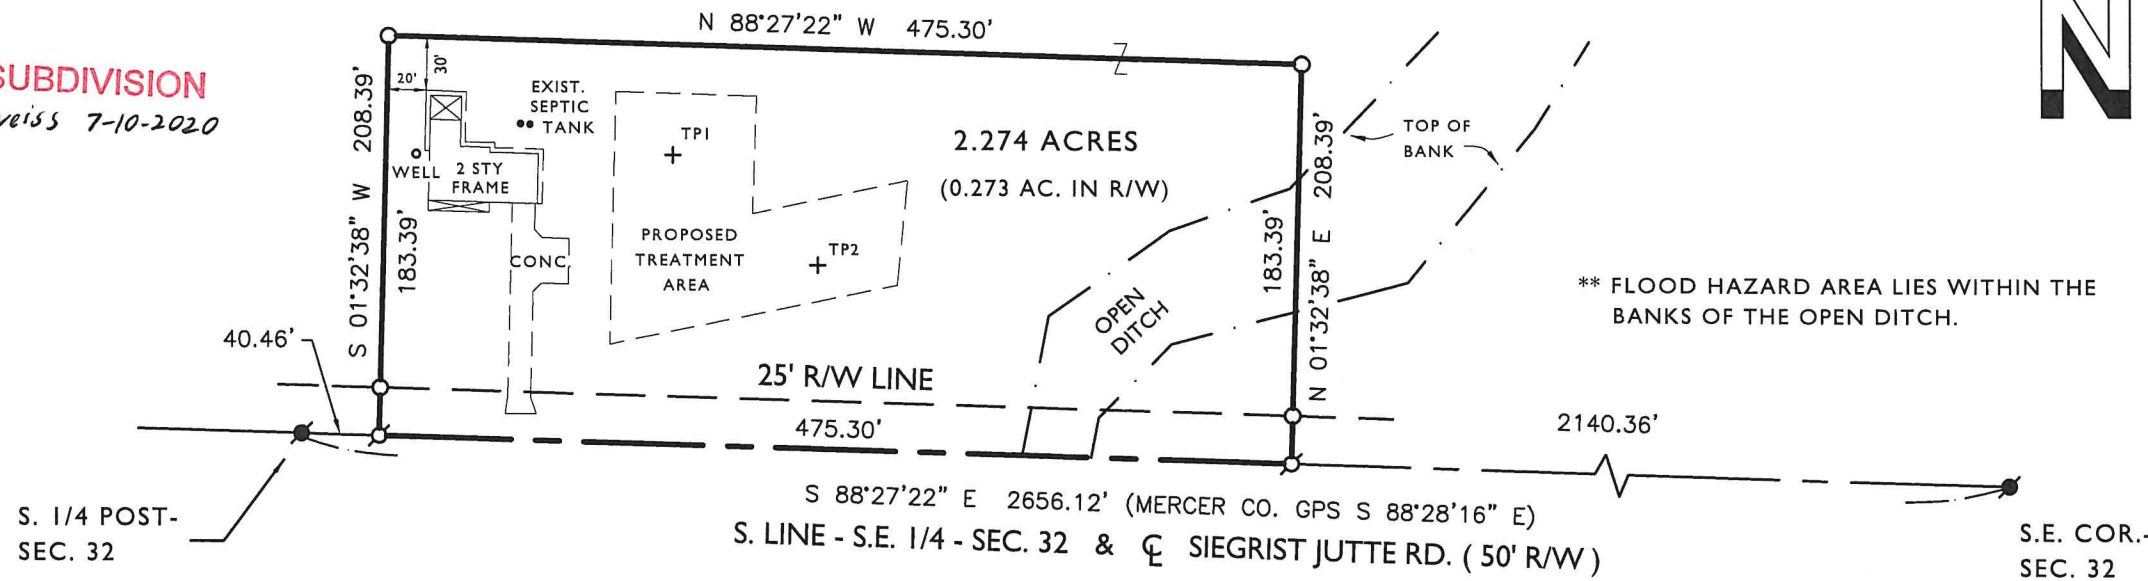 N 88°27'22" W 475.30'
N
SUBDIVISION
7-10-2020
208.39'
S 01°32'38" W
183.39'
20'
30'
EXIST.
SEPTIC
TANK
WELL
2 STY
FRAME
CONC
TP1
TP2
PROPOSED
TREATMENT
AREA
2.274 ACRES
(0.273 AC. IN R/W)
208.39'
N 01°32'38" E
183.39'
TOP OF
BANK
OPEN
DITCH
** FLOOD HAZARD AREA LIES WITHIN THE
BANKS OF THE OPEN DITCH.
40.46'
25' R/W LINE
475.30'
2140.36'
S 88°27'22" E 2656.12' (MERCER CO. GPS S 88°28'16" E)
S. LINE - S.E. 1/4 - SEC. 32 & ℄ SIEGRIST JUTTE RD. ( 50' R/W )
S. 1/4 POST-
SEC. 32
S.E. COR.-
SEC. 32